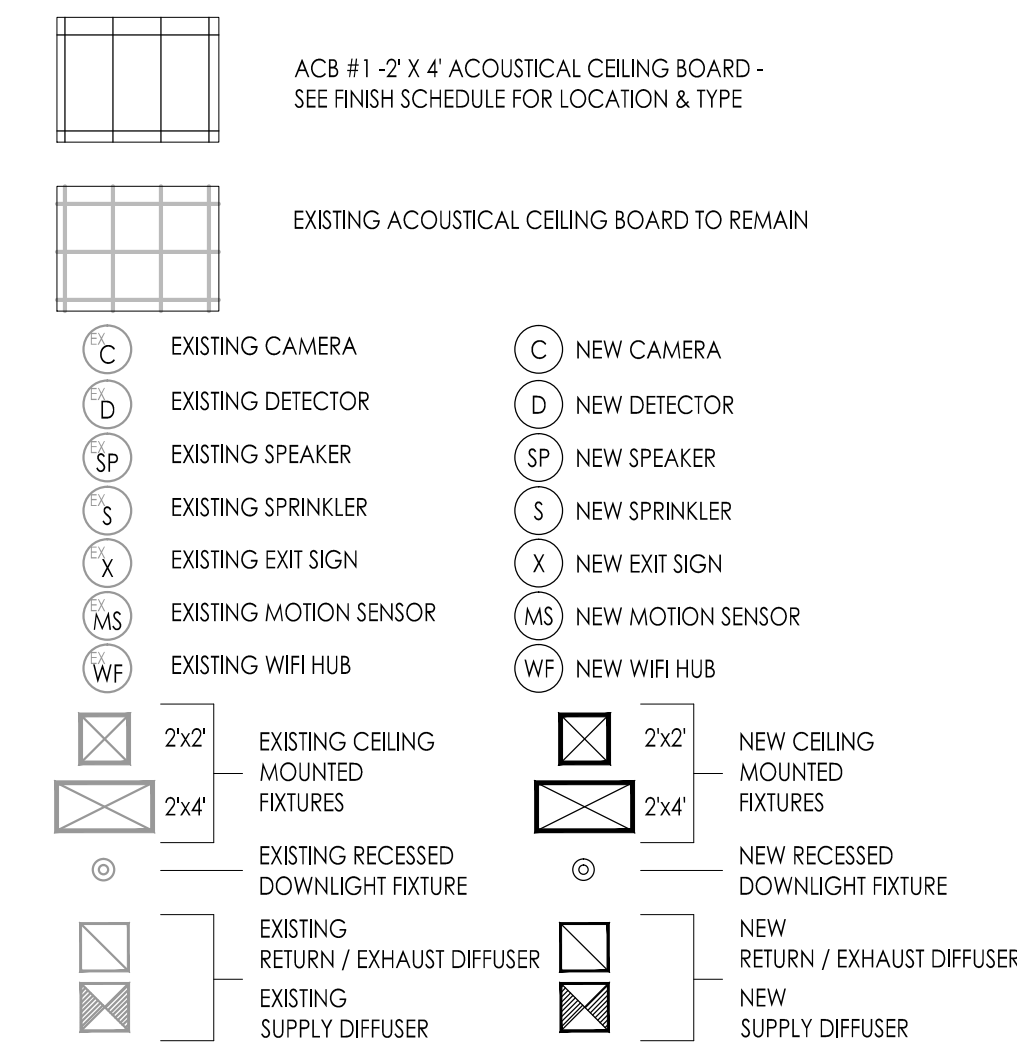 ACB #1 -2' X 4' ACOUSTICAL CEILING BOARD -
SEE FINISH SCHEDULE FOR LOCATION & TYPE
EXISTING ACOUSTICAL CEILING BOARD TO REMAIN
EX C EXISTING CAMERA
C NEW CAMERA
EX D EXISTING DETECTOR
D NEW DETECTOR
EX SP EXISTING SPEAKER
SP NEW SPEAKER
EX S EXISTING SPRINKLER
S NEW SPRINKLER
EX X EXISTING EXIT SIGN
X NEW EXIT SIGN
EX MS EXISTING MOTION SENSOR
MS NEW MOTION SENSOR
EX WF EXISTING WIFI HUB
WF NEW WIFI HUB
2'x2'
2'x4'
EXISTING CEILING
MOUNTED
FIXTURES
2'x2'
2'x4'
NEW CEILING
MOUNTED
FIXTURES
EXISTING RECESSED
DOWNLIGHT FIXTURE
NEW RECESSED
DOWNLIGHT FIXTURE
EXISTING
RETURN / EXHAUST DIFFUSER
NEW
RETURN / EXHAUST DIFFUSER
EXISTING
SUPPLY DIFFUSER
NEW
SUPPLY DIFFUSER